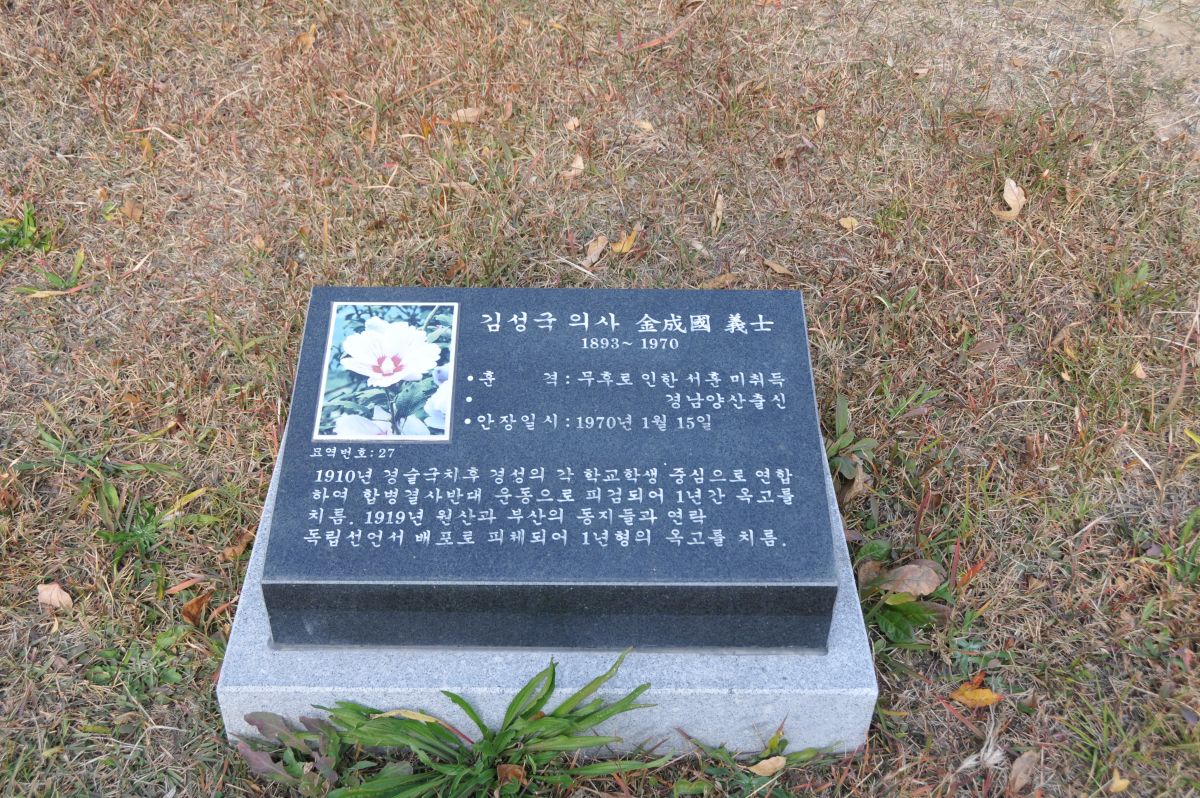 김성국 의사 金成國 義士
1893~ 1970
• 훈 격 : 무후로 인한 서훈 미취득
• 경남양산출신
• 안장일시 : 1970년 1월 15일
묘역번호 : 27
1910년 경술국치후 경성의 각 학교학생 중심으로 연합
하여 합병결사반대 운동으로 피검되어 1년간 옥고를
치름. 1919년 원산과 부산의 동지들과 연락
독립선언서 배포로 피체되어 1년형의 옥고를 치름.